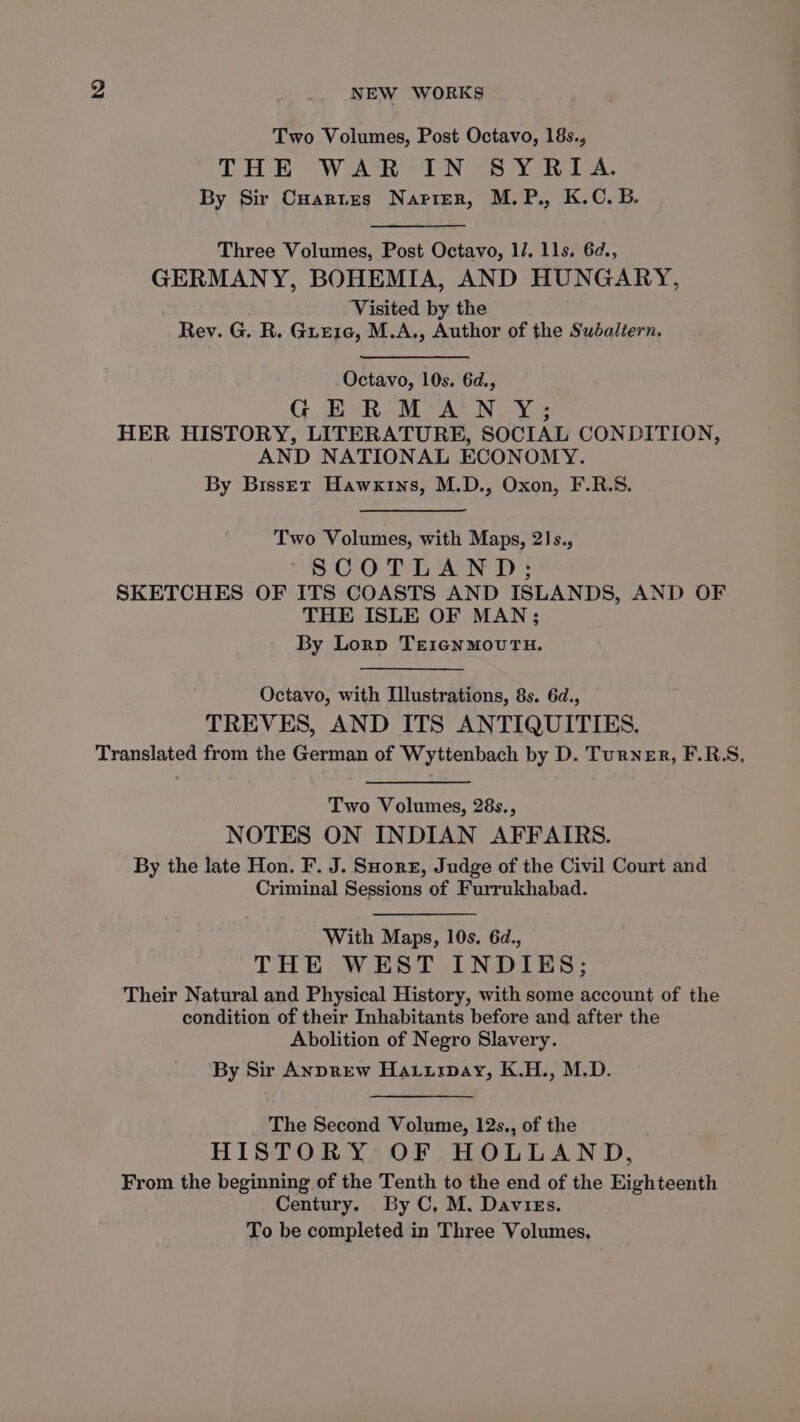 2
NEW WORKS
Two Volumes, Post Octavo, 18s.,
THE WAR IN SYRIA.
By Sir CHARLES NAPIER, M.P., K.C.B.
Three Volumes, Post Octavo, 1l. 11s. 6d.,
GERMANY, BOHEMIA, AND HUNGARY,
Visited by the
Rev. G. R. GLEIG, M.A., Author of the Subaltern.
Octavo, 10s. 6d.,
GERMANY;
HER HISTORY, LITERATURE, SOCIAL CONDITION,
AND NATIONAL ECONOMY.
By BISSET HAWKINS, M.D., Oxon, F.R.S.
Two Volumes, with Maps, 21s.,
SCOTLAND;
SKETCHES OF ITS COASTS AND ISLANDS, AND OF
THE ISLE OF MAN;
By LORD TEIGNMOUTH.
Octavo, with Illustrations, 8s. 6d.,
TREVES, AND ITS ANTIQUITIES.
Translated from the German of Wyttenbach by D. TURNER, F.R.S.
Two Volumes, 28s.,
NOTES ON INDIAN AFFAIRS.
By the late Hon. F. J. SHORE, Judge of the Civil Court and
Criminal Sessions of Furrukhabad.
With Maps, 10s. 6d.,
THE WEST INDIES;
Their Natural and Physical History, with some account of the
condition of their Inhabitants before and after the
Abolition of Negro Slavery.
By Sir ANDREW HALLIDAY, K.H., M.D.
The Second Volume, 12s., of the
HISTORY OF HOLLAND,
From the beginning of the Tenth to the end of the Eighteenth
Century. By C. M. DAVIES.
To be completed in Three Volumes.